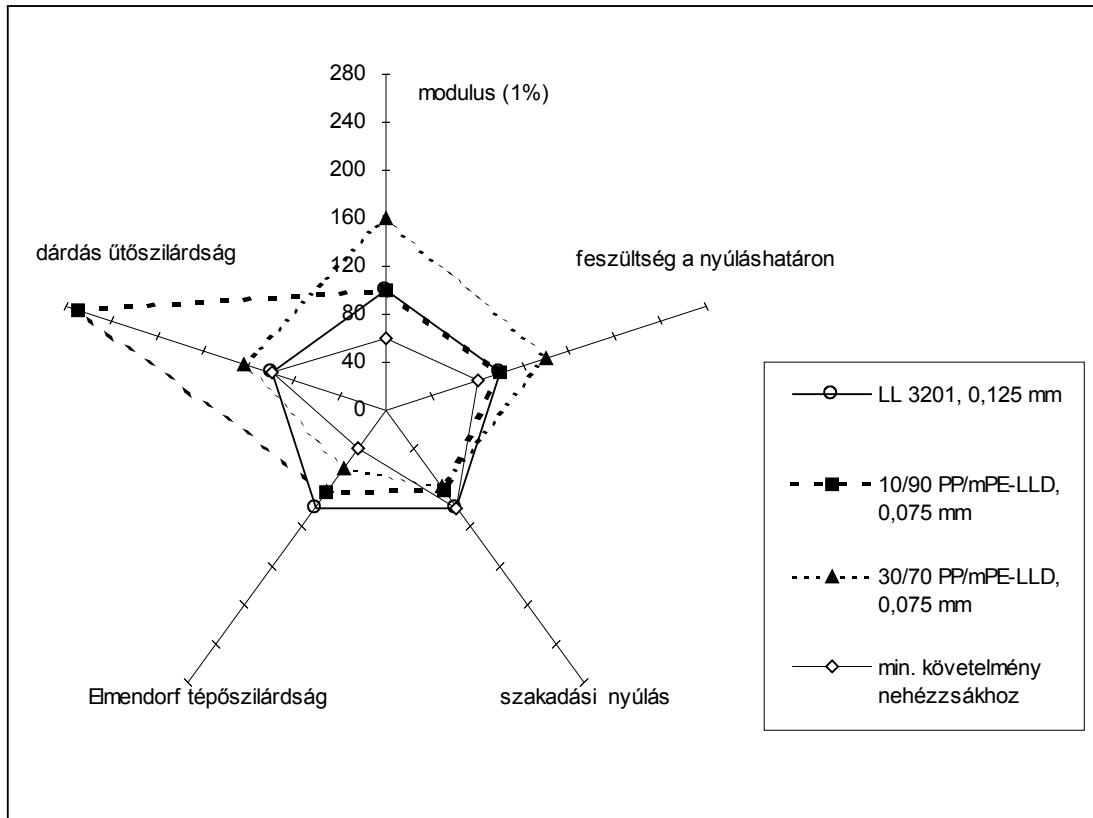 280
modulus (1%)
240
200
160
dárdás űtőszilárdság
feszültség a nyúláshatáron
120
80
40
0
LL 3201, 0,125 mm
10/90 PP/mPE-LLD,
0,075 mm
30/70 PP/mPE-LLD,
0,075 mm
min. követelmény
nehézzsákhoz
Elmendorf tépőszilárdság
szakadási nyúlás